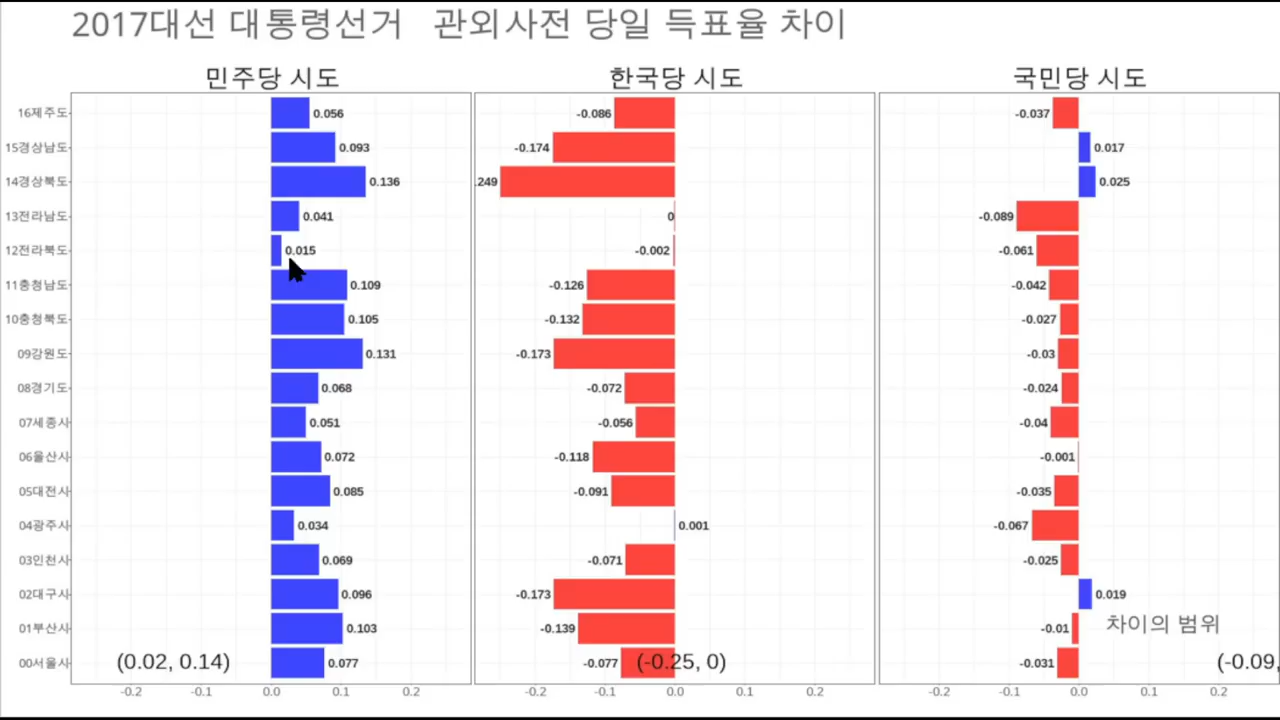 2017대선 대통령선거 관외사전 당일 득표율 차이
민주당 시도 한국당 시도 국민당 시도
16제주도 0.056 -0.086 -0.037
15경상남도 0.093 -0.174 0.017
14경상북도 0.136 .249 0.025
13전라남도 0.041 0 -0.089
12전라북도 0.015 -0.002 -0.061
11충청남도 0.109 -0.126 -0.042
10충청북도 0.105 -0.132 -0.027
09강원도 0.131 -0.173 -0.03
08경기도 0.068 -0.072 -0.024
07세종사 0.051 -0.056 -0.04
06울산사 0.072 -0.118 -0.001
05대전사 0.085 -0.091 -0.035
04광주사 0.034 0.001 -0.067
03인천사 0.069 -0.071 -0.025
02대구사 0.096 -0.173 0.019
01부산사 0.103 -0.139 -0.01 차이의 범위
00서울사 (0.02, 0.14) 0.077 -0.077 (-0.25, 0) -0.031 (-0.09,
-0.2 -0.1 0.0 0.1 0.2 -0.2 -0.1 0.0 0.1 0.2 -0.2 -0.1 0.0 0.1 0.2